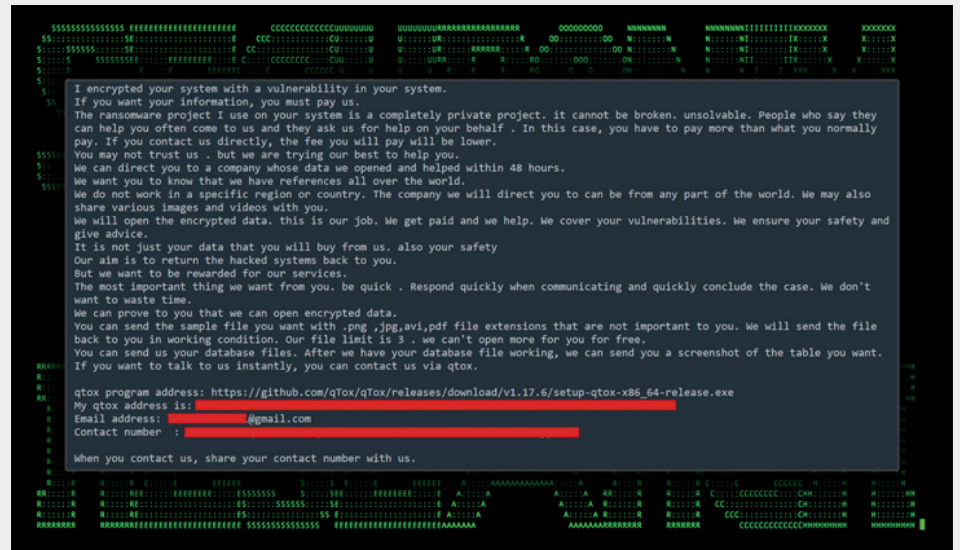 I encrypted your system with a vulnerability in your system.
If you want your information, you must pay us.
The ransomware project I use on your system is a completely private project. it cannot be broken. unsolvable. People who say they
can help you often come to us and they ask us for help on your behalf . In this case, you have to pay more than what you normally
pay. If you contact us directly, the fee you will pay will be lower.
You may not trust us . but we are trying our best to help you.
We can direct you to a company whose data we opened and helped within 48 hours.
We want you to know that we have references all over the world.
We do not work in a specific region or country. The company we will direct you to can be from any part of the world. We may also
share various images and videos with you.
We will open the encrypted data. this is our job. We get paid and we help. We cover your vulnerabilities. We ensure your safety and
give advice.
It is not just your data that you will buy from us. also your safety
Our aim is to return the hacked systems back to you.
But we want to be rewarded for our services.
The most important thing we want from you. be quick . Respond quickly when communicating and quickly conclude the case. We don't
want to waste time.
We can prove to you that we can open encrypted data.
You can send the sample file you want with .png ,jpg,avi,pdf file extensions that are not important to you. We will send the file
back to you in working condition. Our file limit is 3 . we can't open more for you for free.
You can send us your database files. After we have your database file working, we can send you a screenshot of the table you want.
If you want to talk to us instantly, you can contact us via qtox.
qtox program address: https://github.com/qTox/qTox/releases/download/v1.17.6/setup-qtox-x86_64-release.exe
My qtox address is:
Email address: @gmail.com
Contact number :
When you contact us, share your contact number with us.